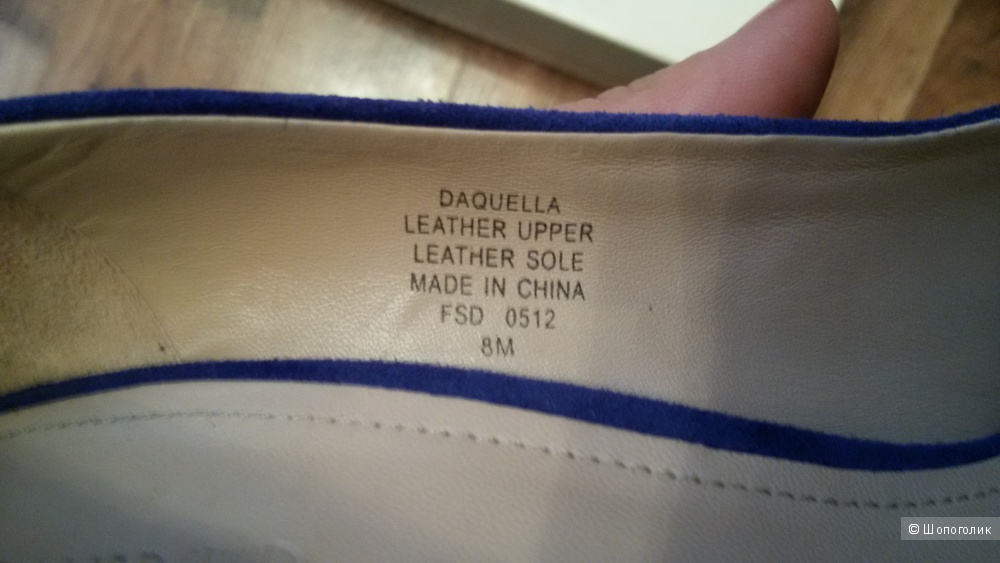 DAQUELLA
LEATHER UPPER
LEATHER SOLE
MADE IN CHINA
FSD 0512
8M
© Шопоголик